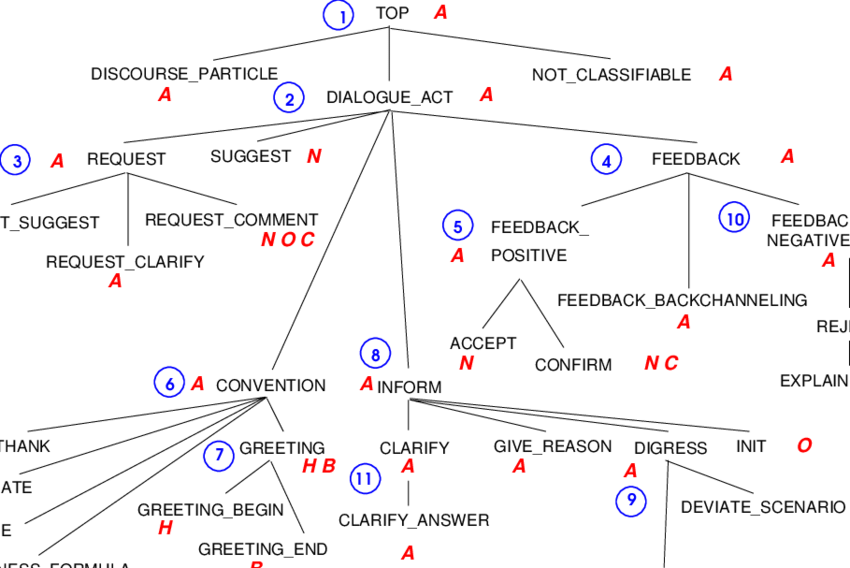 1 TOP A
DISCOURSE_PARTICLE
A
NOT_CLASSIFIABLE A
2 DIALOGUE_ACT A
3 A REQUEST
SUGGEST N
4 FEEDBACK A
T_SUGGEST
REQUEST_COMMENT
N O C
REQUEST_CLARIFY
A
5 FEEDBACK_
A POSITIVE
10 FEEDBAC
NEGATIVE
A
FEEDBACK_BACKCHANNELING
A
ACCEPT
N
CONFIRM N C
REJ
EXPLAIN
6 A CONVENTION
8
A INFORM
THANK
7 GREETING
H B
CLARIFY
A
GIVE_REASON
A
DIGRESS
A
9
INIT O
ATE
11
GREETING_BEGIN
H
CLARIFY_ANSWER
A
DEVIATE_SCENARIO
E
GREETING_END
B
NESS_FORMULA